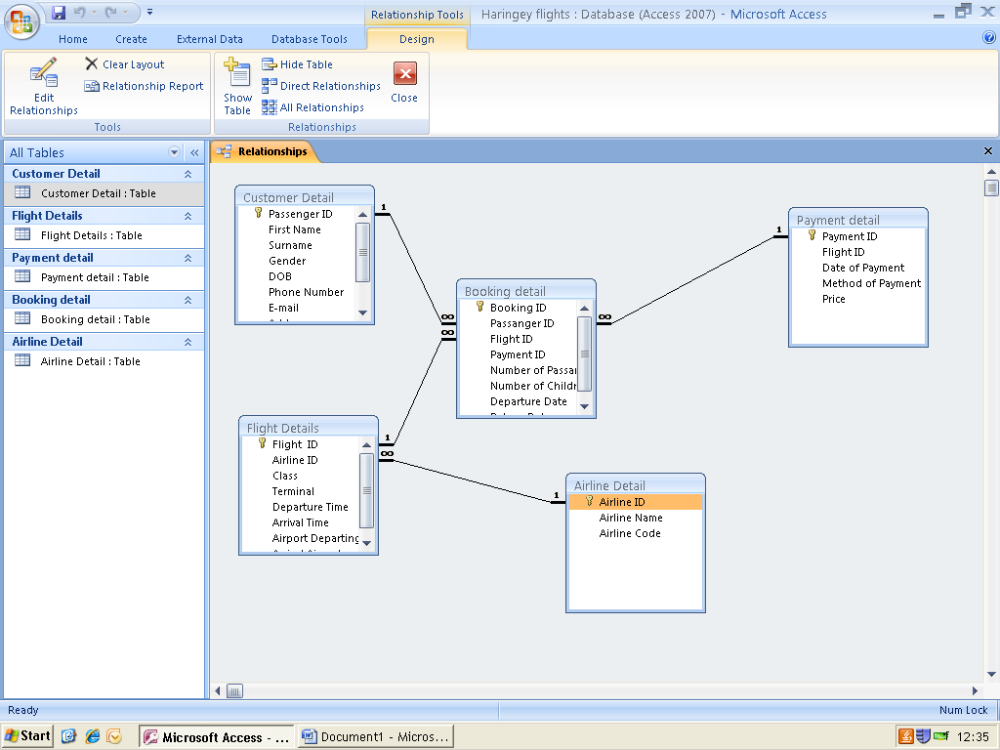 Relationship Tools
Haringey flights : Database (Access 2007) - Microsoft Access
Home Create External Data Database Tools Design
Edit Relationships
Clear Layout
Relationship Report
Tools
Show Table
Hide Table
Direct Relationships
All Relationships
Close
Relationships
All Tables
Customer Detail
Customer Detail : Table
Flight Details
Flight Details : Table
Payment detail
Payment detail : Table
Booking detail
Booking detail : Table
Airline Detail
Airline Detail : Table
Relationships
Customer Detail
Passenger ID
First Name
Surname
Gender
DOB
Phone Number
E-mail
1
∞
∞
Booking detail
Booking ID
Passanger ID
Flight ID
Payment ID
Number of Passar
Number of Childr
Departure Date
∞
1
Payment detail
Payment ID
Flight ID
Date of Payment
Method of Payment
Price
Flight Details
Flight ID
Airline ID
Class
Terminal
Departure Time
Arrival Time
Airport Departing
1
∞
1
Airline Detail
Airline ID
Airline Name
Airline Code
Ready
Num Lock
Start
Microsoft Access - ...
Document1 - Micros...
12:35